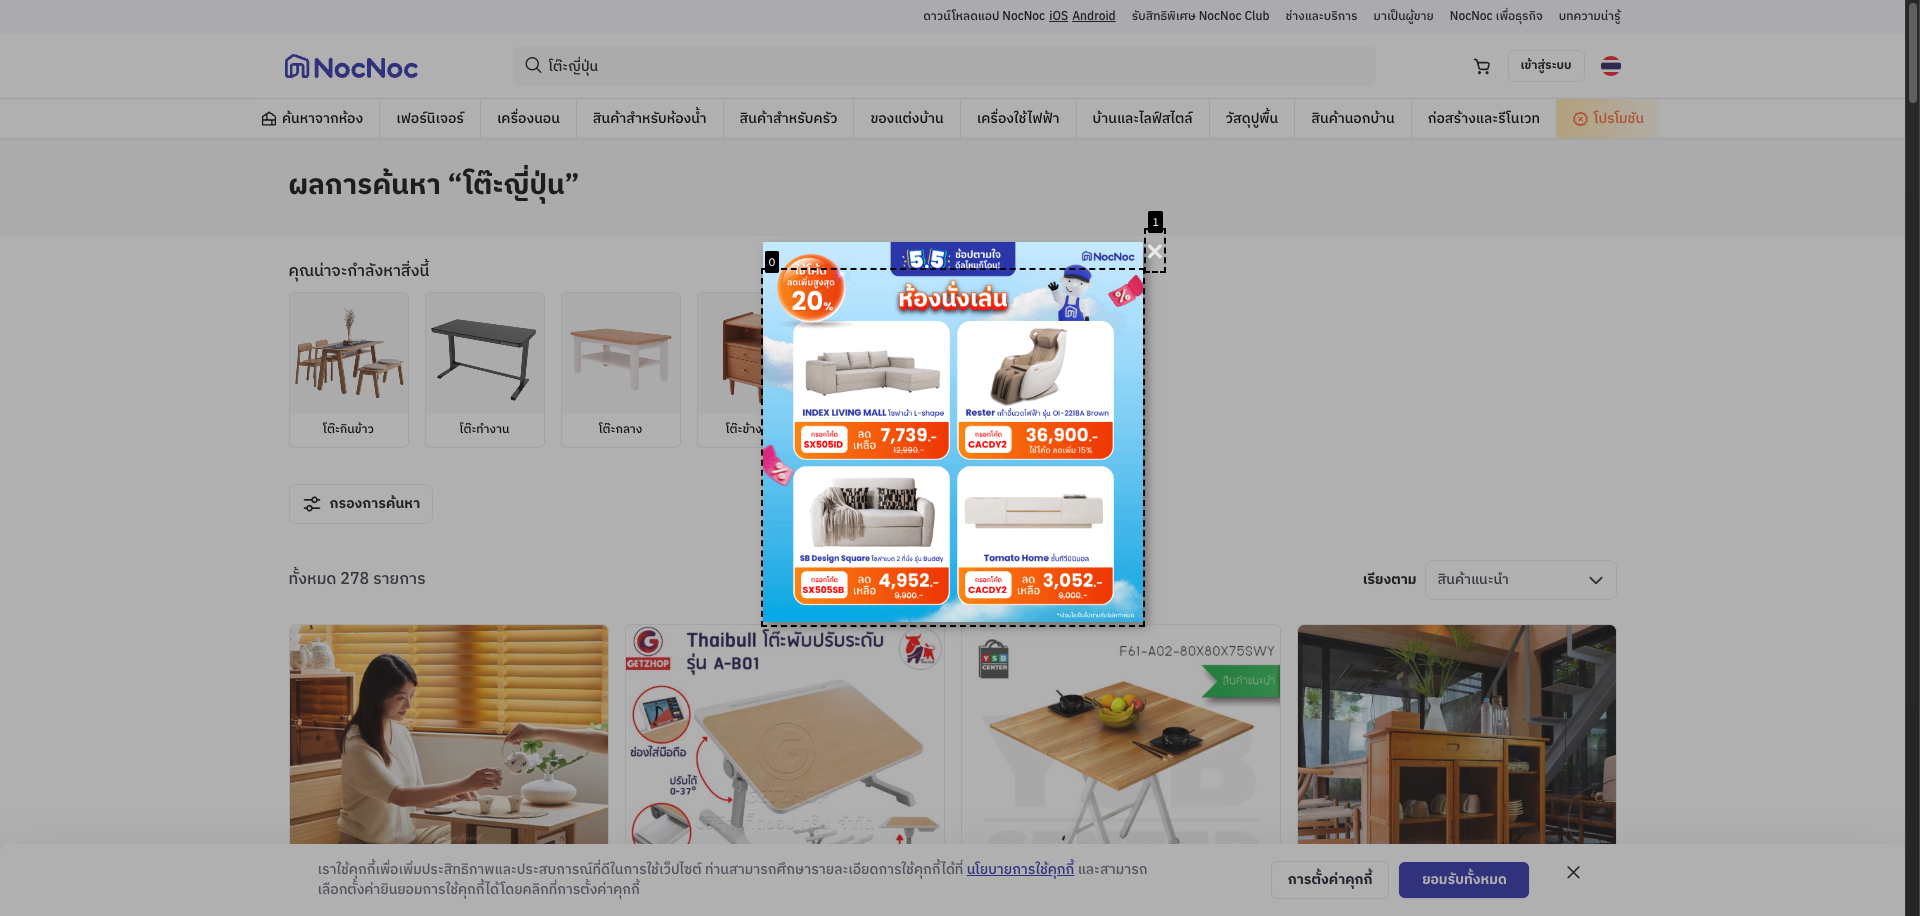 ดาวน์โหลดแอป NocNoc iOS Android รับสิทธิพิเศษ NocNoc Club ช่างและบริการ มาเป็นผู้ขาย NocNoc เพื่อธุรกิจ บทความน่ารู้
NocNoc
โต๊ะญี่ปุ่น
เข้าสู่ระบบ
ค้นหาจากห้อง เฟอร์นิเจอร์ เครื่องนอน สินค้าสำหรับห้องน้ำ สินค้าสำหรับครัว ของแต่งบ้าน เครื่องใช้ไฟฟ้า บ้านและไลฟ์สไตล์ วัสดุปูพื้น สินค้านอกบ้าน ก่อสร้างและรีโนเวท โปรโมชัน
ผลการค้นหา “โต๊ะญี่ปุ่น”
1
0
ใช้โค้ด
ลดเพิ่มสูงสุด
20%
5.5 ช้อปตามใจ
ดีลไหนก็โดน!
NocNoc
ห้องนั่งเล่น
INDEX LIVING MALL โซฟาผ้า L-shape
กรอกโค้ด
SX505ID
ลด
เหลือ
7,739.-
12,990.-
Rester เก้าอี้นวดไฟฟ้า รุ่น OI-2218A Brown
กรอกโค้ด
CACDY2
36,900.-
ใช้โค้ด ลดเพิ่ม 15%
SB Design Square โซฟาเบด 2 ที่นั่ง รุ่น Buddy
กรอกโค้ด
SX505SB
ลด
เหลือ
4,952.-
9,900.-
Tomato Home ชั้นทีวีมินิมอล
กรอกโค้ด
CACDY2
ลด
เหลือ
3,052.-
9,000.-
คุณน่าจะกำลังหาสิ่งนี้
โต๊ะกินข้าว
โต๊ะทำงาน
โต๊ะกลาง
โต๊ะข้าง
กรองการค้นหา
ทั้งหมด 278 รายการ
เรียงตาม
สินค้าแนะนำ
GETZHOP
Thaibull โต๊ะพับปรับระดับ
รุ่น A-B01
ช่องใส่มือถือ
ปรับได้
0-37°
YSB
CENTER
F61-A02-80X80X75SWY
สินค้าแนะนำ
เราใช้คุกกี้เพื่อเพิ่มประสิทธิภาพและประสบการณ์ที่ดีในการใช้เว็ปไซต์ ท่านสามารถศึกษารายละเอียดการใช้คุกกี้ได้ที่ นโยบายการใช้คุกกี้ และสามารถ
เลือกตั้งค่ายินยอมการใช้คุกกี้ได้โดยคลิกที่การตั้งค่าคุกกี้
การตั้งค่าคุกกี้
ยอมรับทั้งหมด